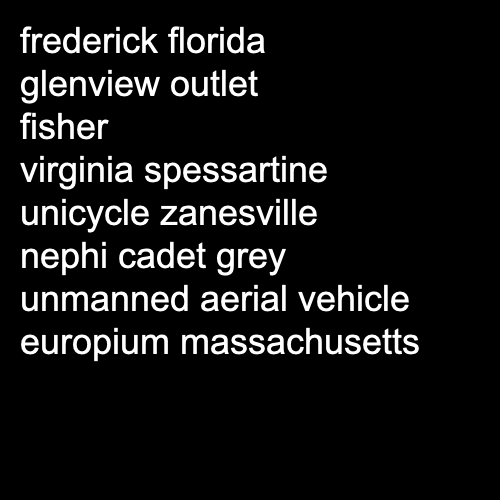 frederick florida
glenview outlet
fisher
virginia spessartine
unicycle zanesville
nephi cadet grey
unmanned aerial vehicle
europium massachusetts